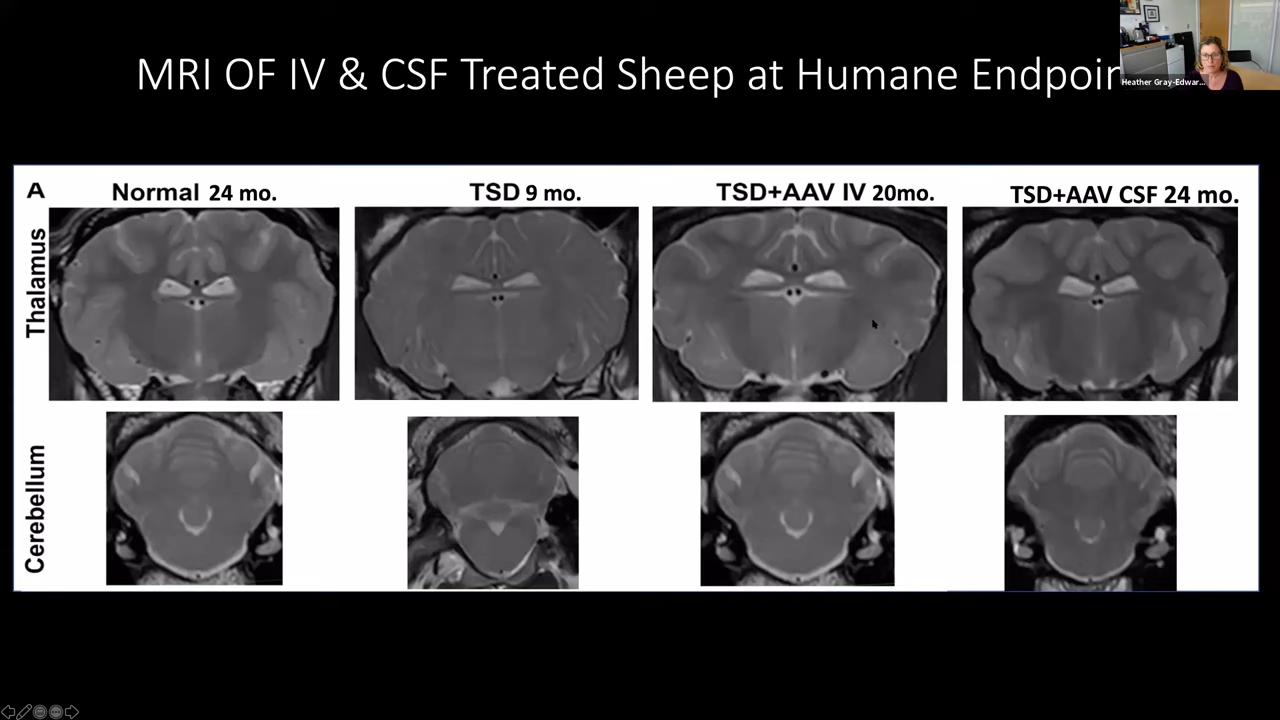 MRI OF IV & CSF Treated Sheep at Humane Endpoin
Heather Gray-Edwar...
A
Normal 24 mo.
TSD 9 mo.
TSD+AAV IV 20mo.
TSD+AAV CSF 24 mo.
Thalamus
Cerebellum